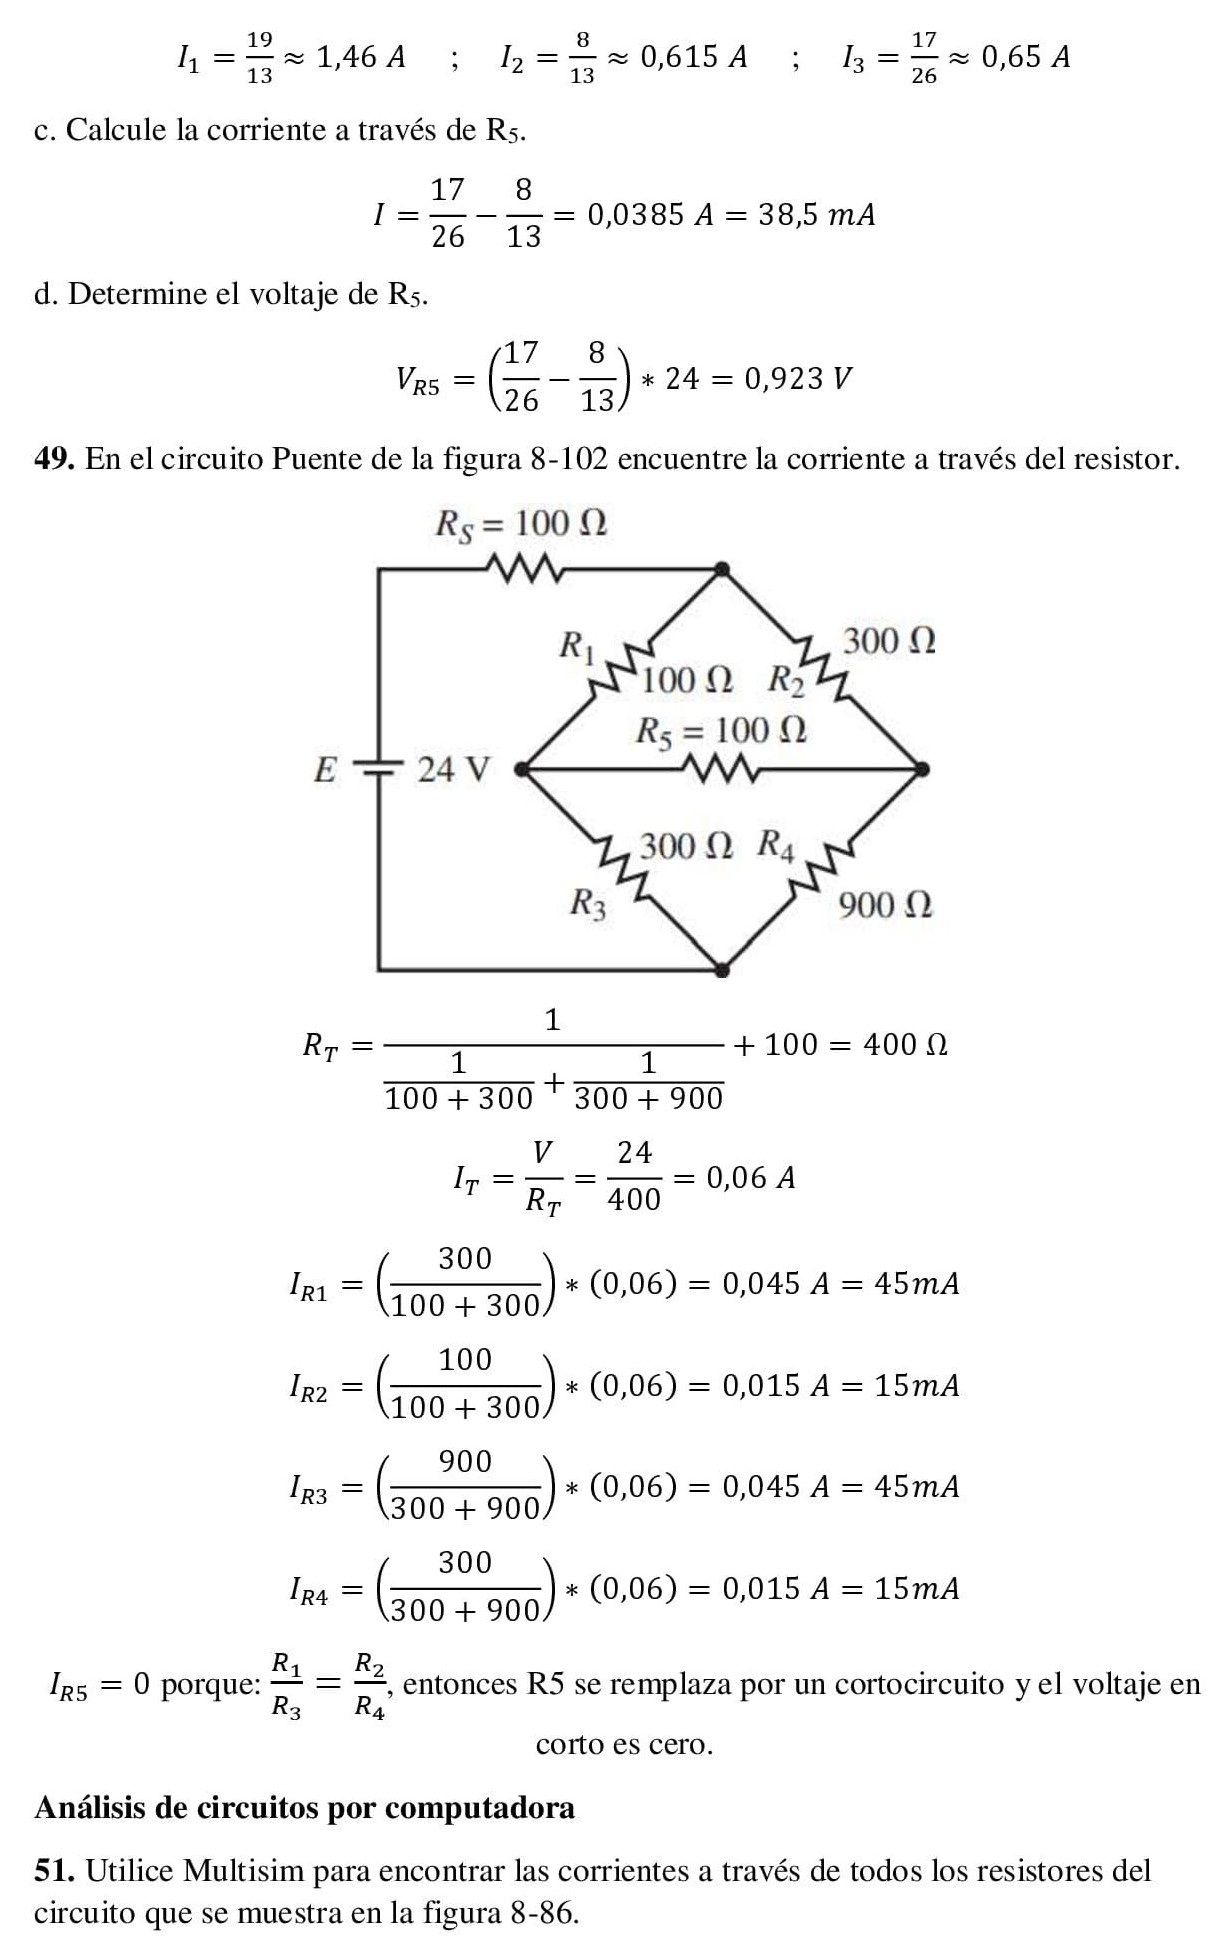 I₁ = 19/13 ≈ 1,46 A ; I₂ = 8/13 ≈ 0,615 A ; I₃ = 17/26 ≈ 0,65 A
c. Calcule la corriente a través de R₅.
I = 17/26 − 8/13 = 0,0385 A = 38,5 mA
d. Determine el voltaje de R₅.
V_R5 = (17/26 − 8/13) * 24 = 0,923 V
49. En el circuito Puente de la figura 8-102 encuentre la corriente a través del resistor.
R_S = 100 Ω
R₁
300 Ω
100 Ω R₂
R₅ = 100 Ω
E 24 V
300 Ω R₄
R₃
900 Ω
R_T = 1/(1/(100 + 300) + 1/(300 + 900)) + 100 = 400 Ω
I_T = V/R_T = 24/400 = 0,06 A
I_R1 = (300/(100 + 300)) * (0,06) = 0,045 A = 45mA
I_R2 = (100/(100 + 300)) * (0,06) = 0,015 A = 15mA
I_R3 = (900/(300 + 900)) * (0,06) = 0,045 A = 45mA
I_R4 = (300/(300 + 900)) * (0,06) = 0,015 A = 15mA
I_R5 = 0 porque: R₁/R₃ = R₂/R₄, entonces R5 se remplaza por un cortocircuito y el voltaje en
corto es cero.
Análisis de circuitos por computadora
51. Utilice Multisim para encontrar las corrientes a través de todos los resistores del
circuito que se muestra en la figura 8-86.